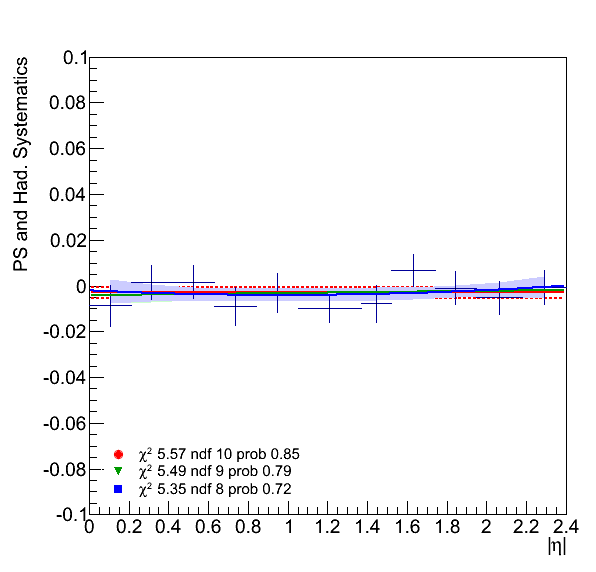 PS and Had. Systematics
0.1
0.08
0.06
0.04
0.02
0
-0.02
-0.04
-0.06
-0.08
-0.1
χ² 5.57 ndf 10 prob 0.85
χ² 5.49 ndf 9 prob 0.79
χ² 5.35 ndf 8 prob 0.72
0 0.2 0.4 0.6 0.8 1 1.2 1.4 1.6 1.8 2 2.2 2.4
|η|